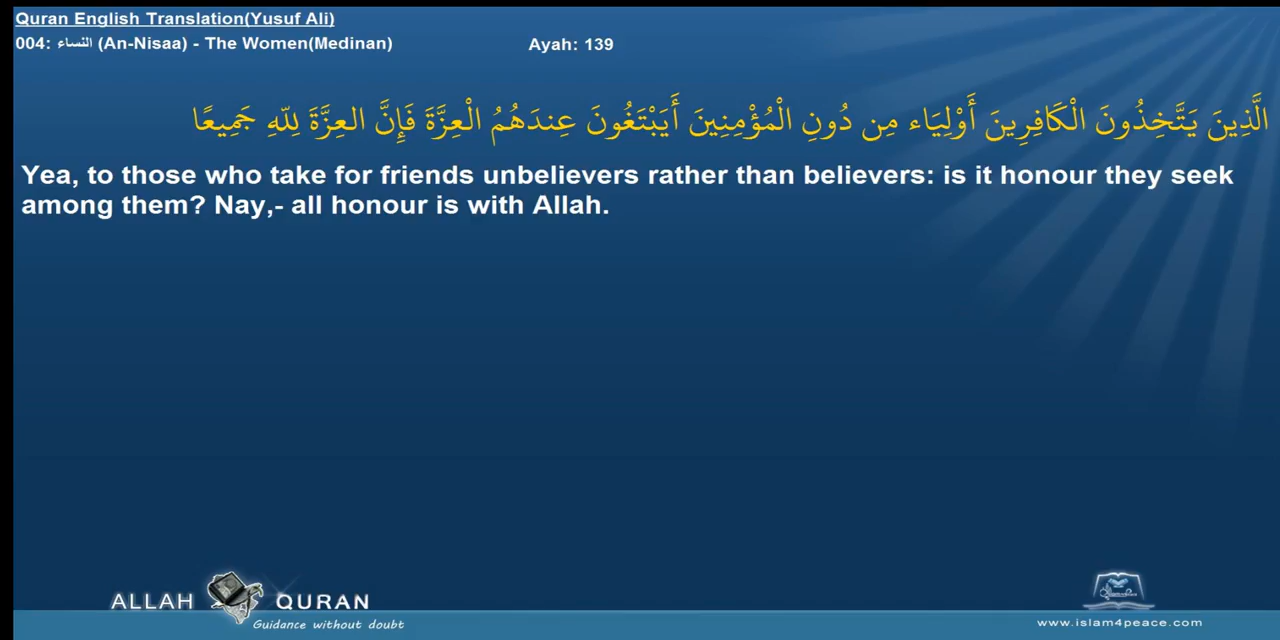 Quran English Translation(Yusuf Ali)
004: النساء (An-Nisaa) - The Women(Medinan) Ayah: 139
الَّذِينَ يَتَّخِذُونَ الْكَافِرِينَ أَوْلِيَاء مِن دُونِ الْمُؤْمِنِينَ أَيَبْتَغُونَ عِندَهُمُ الْعِزَّةَ فَإِنَّ العِزَّةَ لِلّهِ جَمِيعًا
Yea, to those who take for friends unbelievers rather than believers: is it honour they seek
among them? Nay,- all honour is with Allah.
ALLAH QURAN
Guidance without doubt
www.islam4peace.com